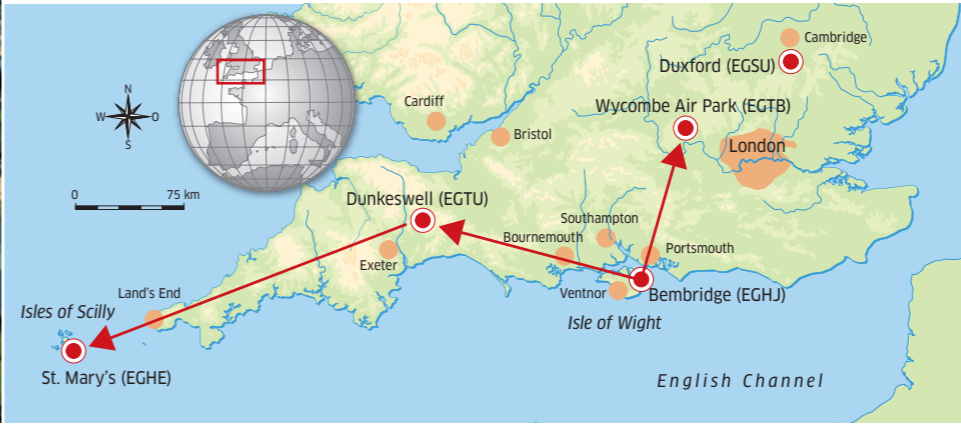 Cambridge
Duxford (EGSU)
Wycombe Air Park (EGTB)
Cardiff
Bristol
London
N
W O
S
0 75 km
Dunkeswell (EGTU)
Southampton
Bournemouth
Portsmouth
Exeter
Land's End
Ventnor
Bembridge (EGHJ)
Isles of Scilly
Isle of Wight
St. Mary's (EGHE)
English Channel